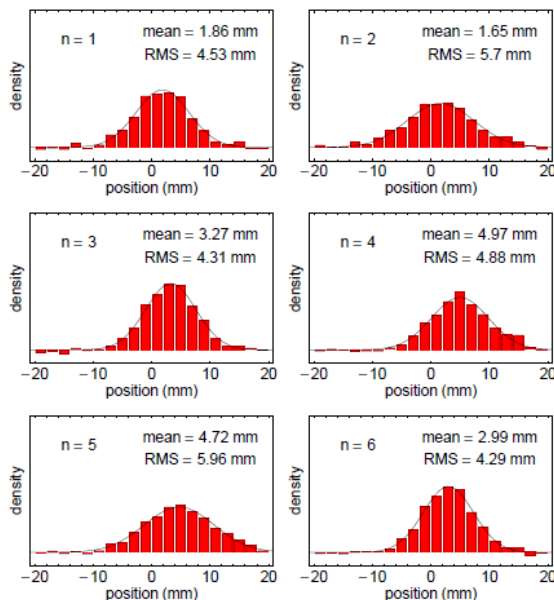 n = 1
mean = 1.86 mm
RMS = 4.53 mm
density
−20 −10 0 10 20
position (mm)
n = 2
mean = 1.65 mm
RMS = 5.7 mm
density
−20 −10 0 10 20
position (mm)
n = 3
mean = 3.27 mm
RMS = 4.31 mm
density
−20 −10 0 10 20
position (mm)
n = 4
mean = 4.97 mm
RMS = 4.88 mm
density
−20 −10 0 10 20
position (mm)
n = 5
mean = 4.72 mm
RMS = 5.96 mm
density
−20 −10 0 10 20
position (mm)
n = 6
mean = 2.99 mm
RMS = 4.29 mm
density
−20 −10 0 10 20
position (mm)